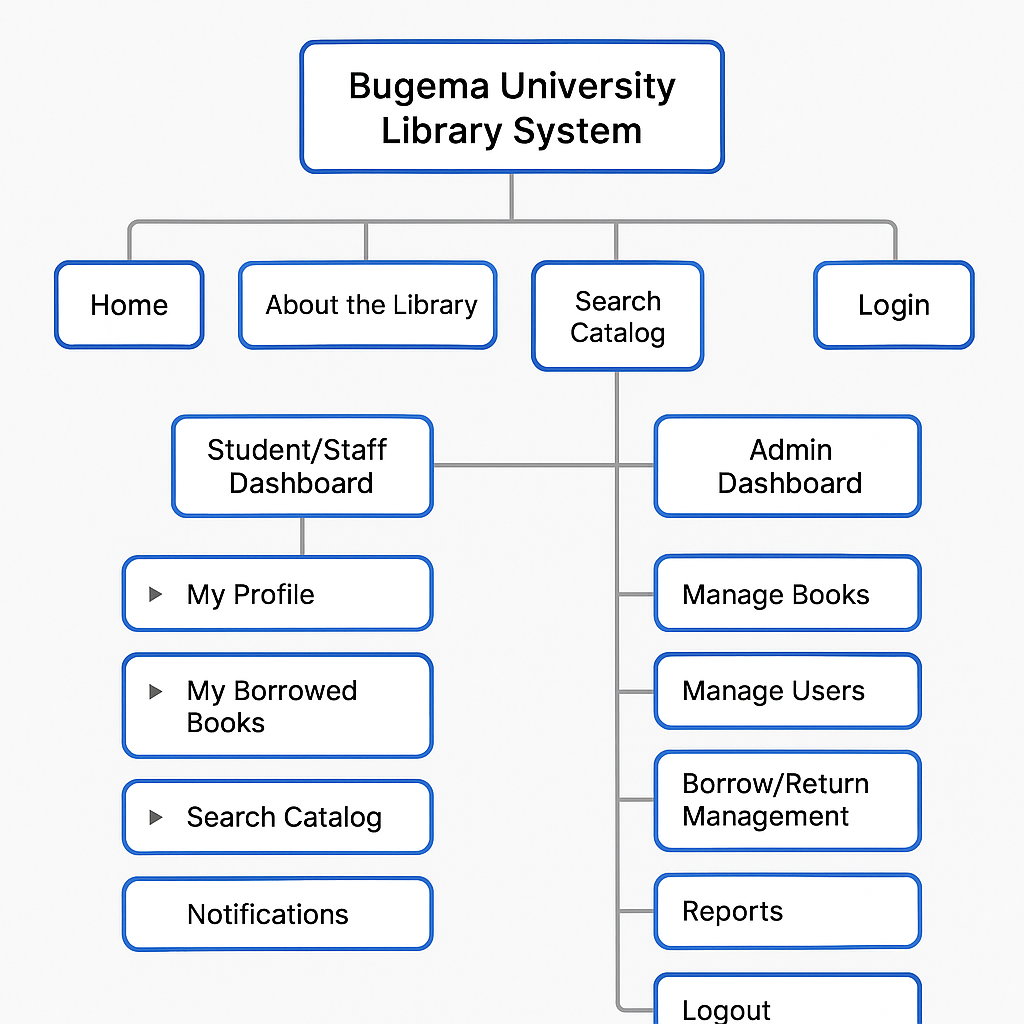 Bugema University
Library System
Home
About the Library
Search
Catalog
Login
Student/Staff
Dashboard
Admin
Dashboard
My Profile
My Borrowed
Books
Search Catalog
Notifications
Manage Books
Manage Users
Borrow/Return
Management
Reports
Logout